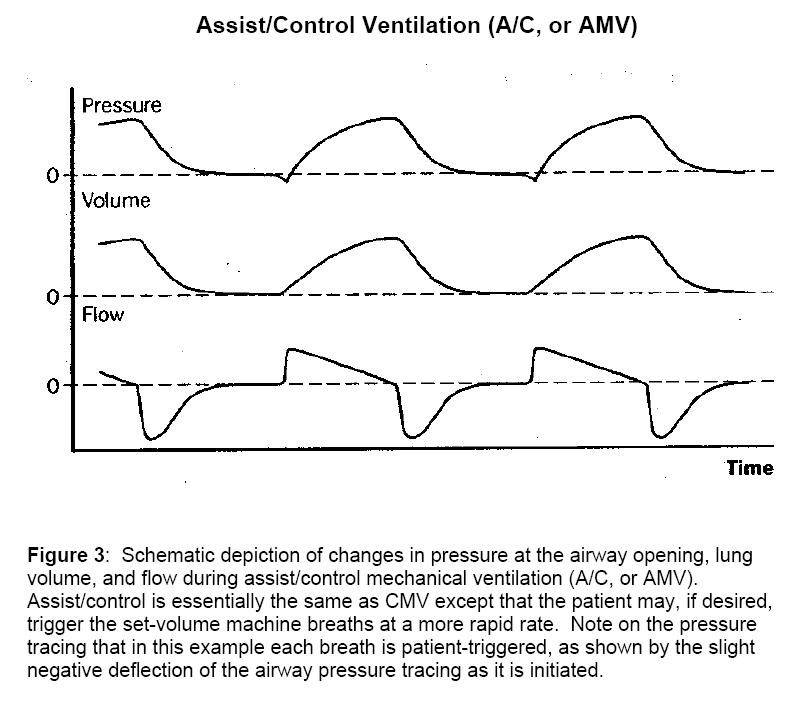 Assist/Control Ventilation (A/C, or AMV)
Pressure
0
Volume
0
Flow
0
Time
Figure 3: Schematic depiction of changes in pressure at the airway opening, lung
volume, and flow during assist/control mechanical ventilation (A/C, or AMV).
Assist/control is essentially the same as CMV except that the patient may, if desired,
trigger the set-volume machine breaths at a more rapid rate. Note on the pressure
tracing that in this example each breath is patient-triggered, as shown by the slight
negative deflection of the airway pressure tracing as it is initiated.